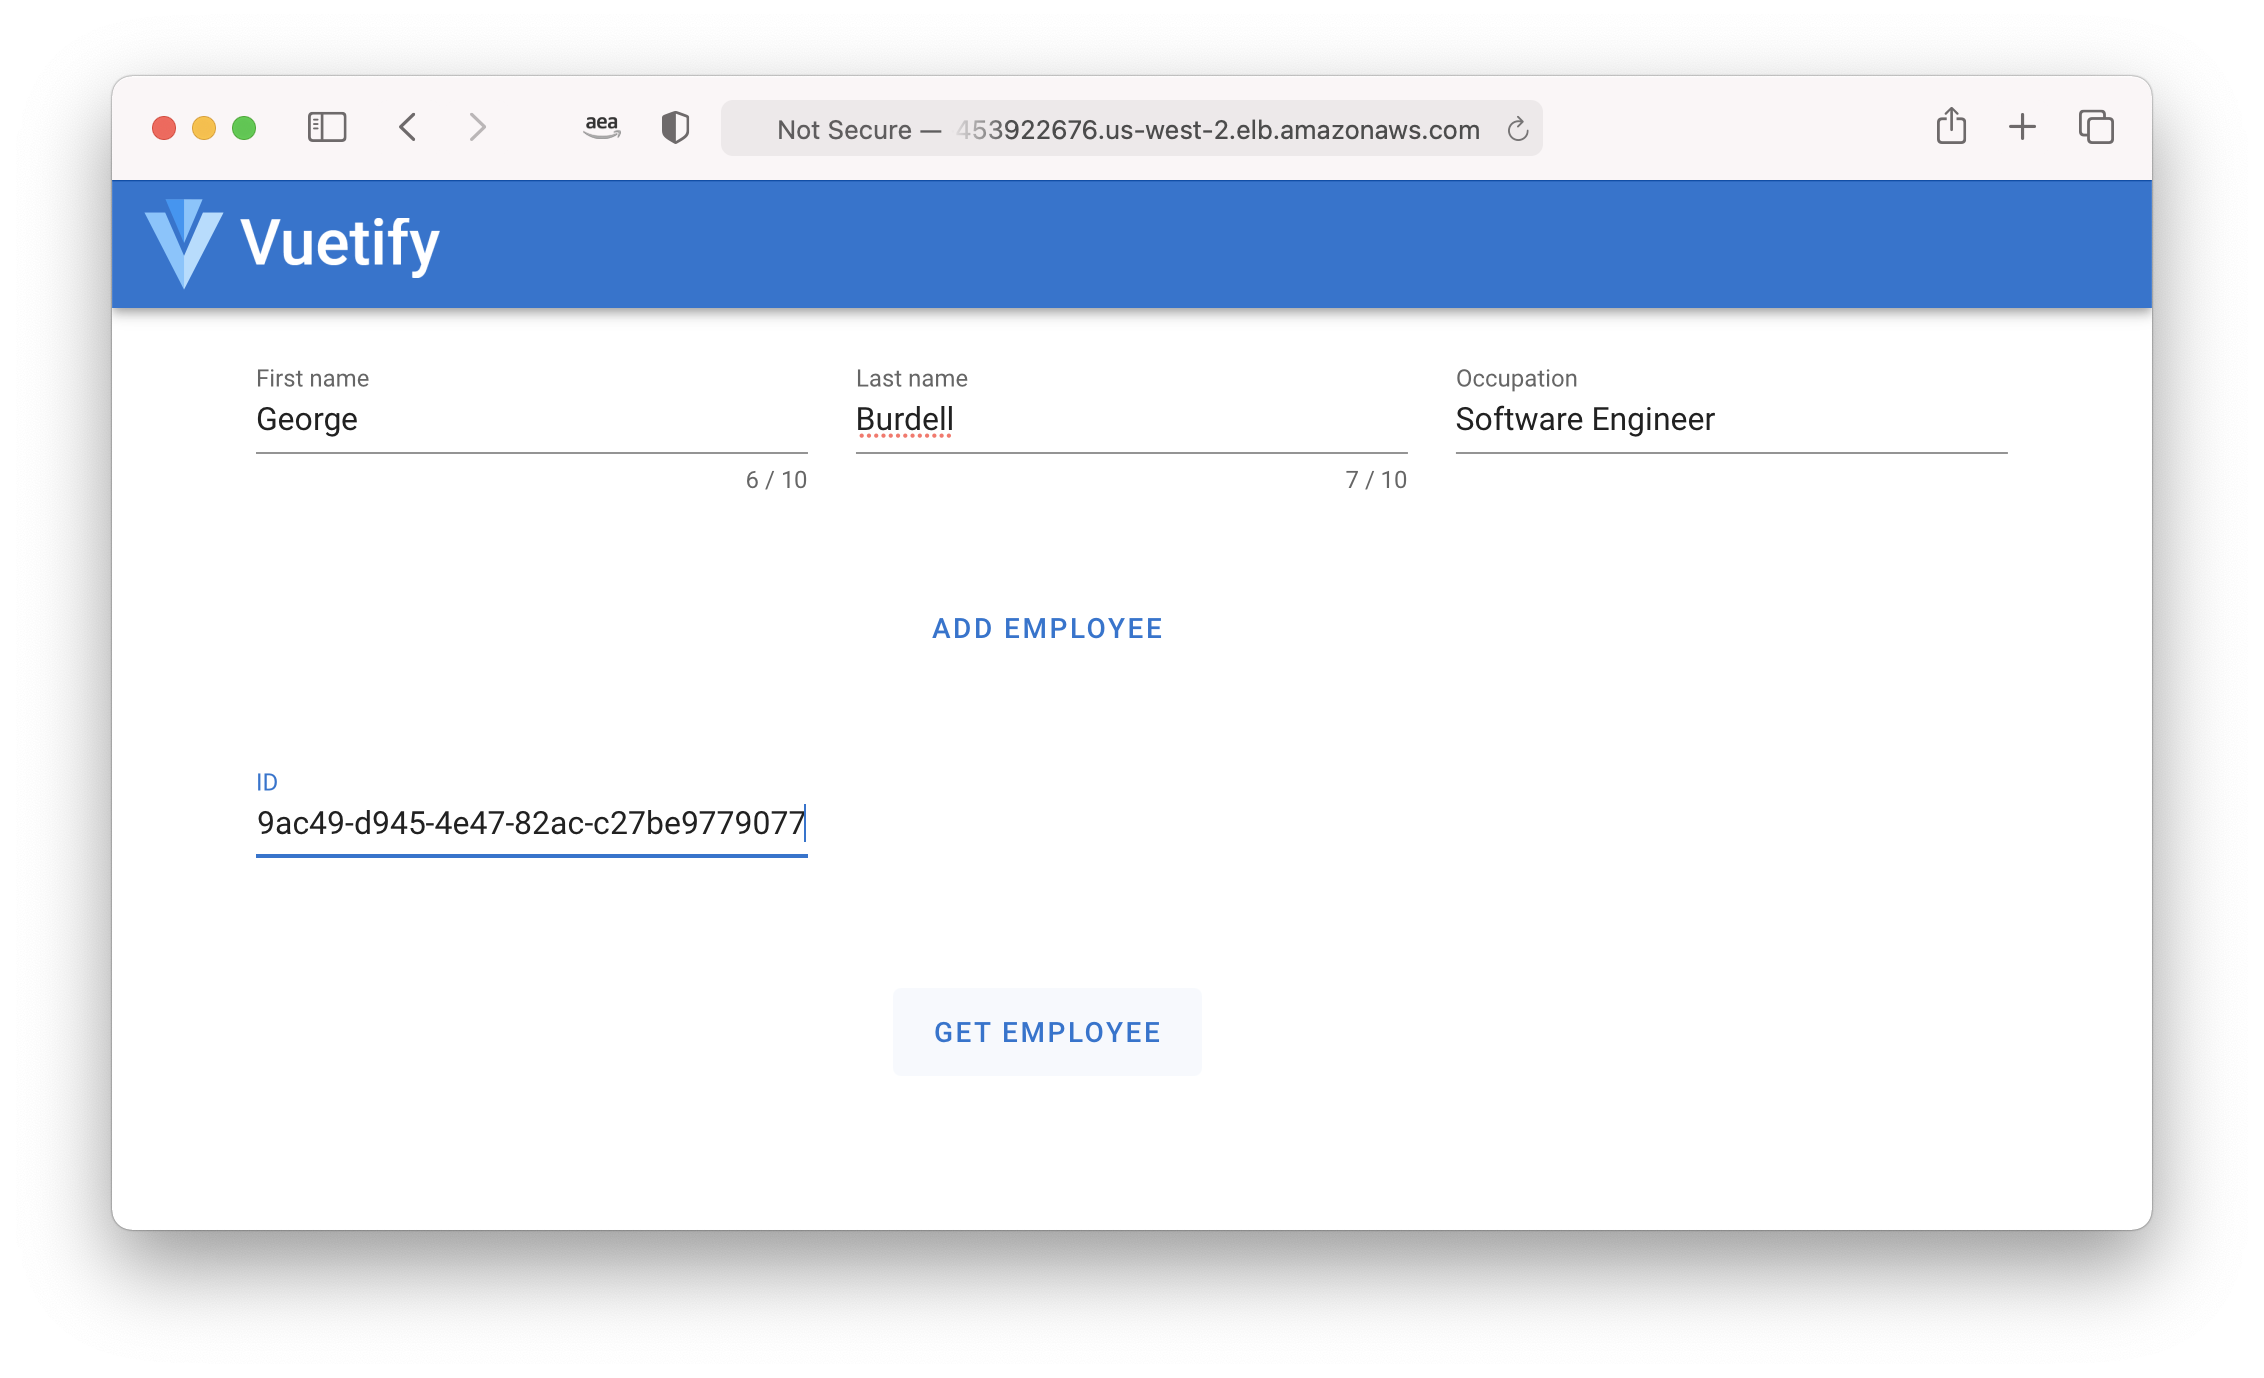 aea
Not Secure — 453922676.us-west-2.elb.amazonaws.com
Vuetify
First name
Last name
Occupation
George
Burdell
Software Engineer
6 / 10
7 / 10
ADD EMPLOYEE
ID
9ac49-d945-4e47-82ac-c27be9779077
GET EMPLOYEE